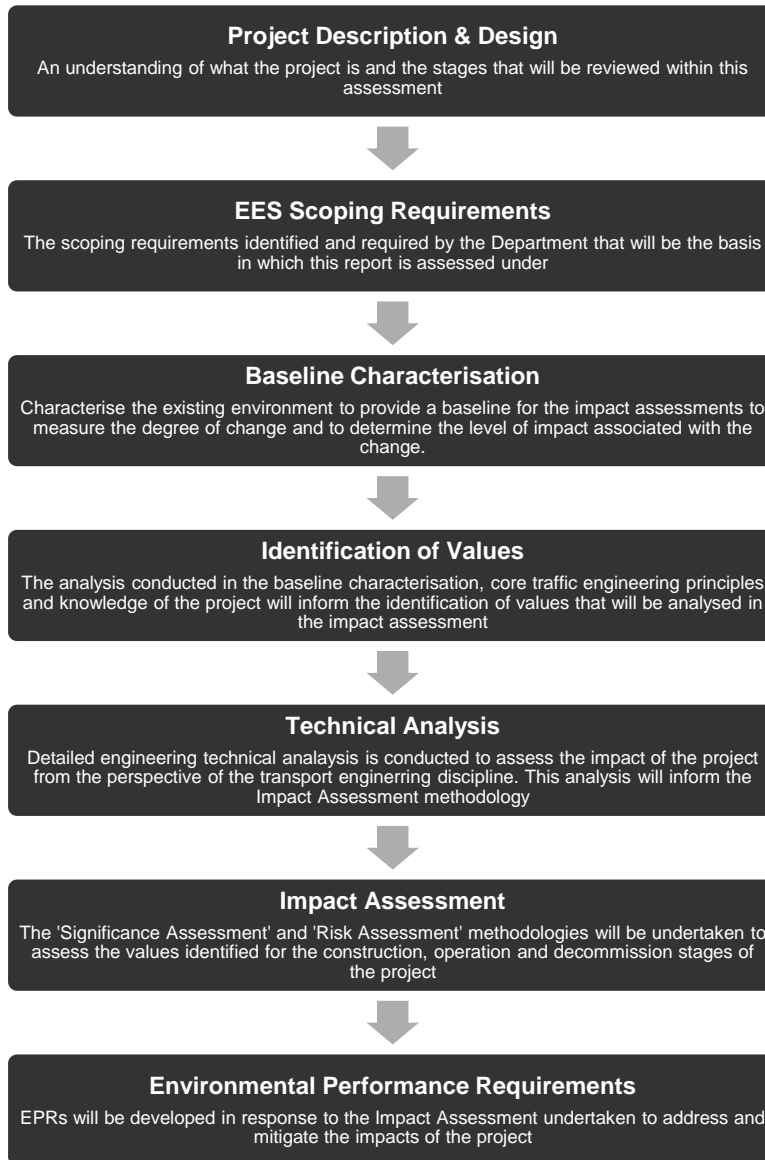 Project Description & Design
An understanding of what the project is and the stages that will be reviewed within this
assessment
EES Scoping Requirements
The scoping requirements identified and required by the Department that will be the basis
in which this report is assessed under
Baseline Characterisation
Characterise the existing environment to provide a baseline for the impact assessments to
measure the degree of change and to determine the level of impact associated with the
change.
Identification of Values
The analysis conducted in the baseline characterisation, core traffic engineering principles
and knowledge of the project will inform the identification of values that will be analysed in
the impact assessment
Technical Analysis
Detailed engineering technical analaysis is conducted to assess the impact of the project
from the perspective of the transport enginerring discipline. This analysis will inform the
Impact Assessment methodology
Impact Assessment
The 'Significance Assessment' and 'Risk Assessment' methodologies will be undertaken to
assess the values identified for the construction, operation and decommission stages of
the project
Environmental Performance Requirements
EPRs will be developed in response to the Impact Assessment undertaken to address and
mitigate the impacts of the project